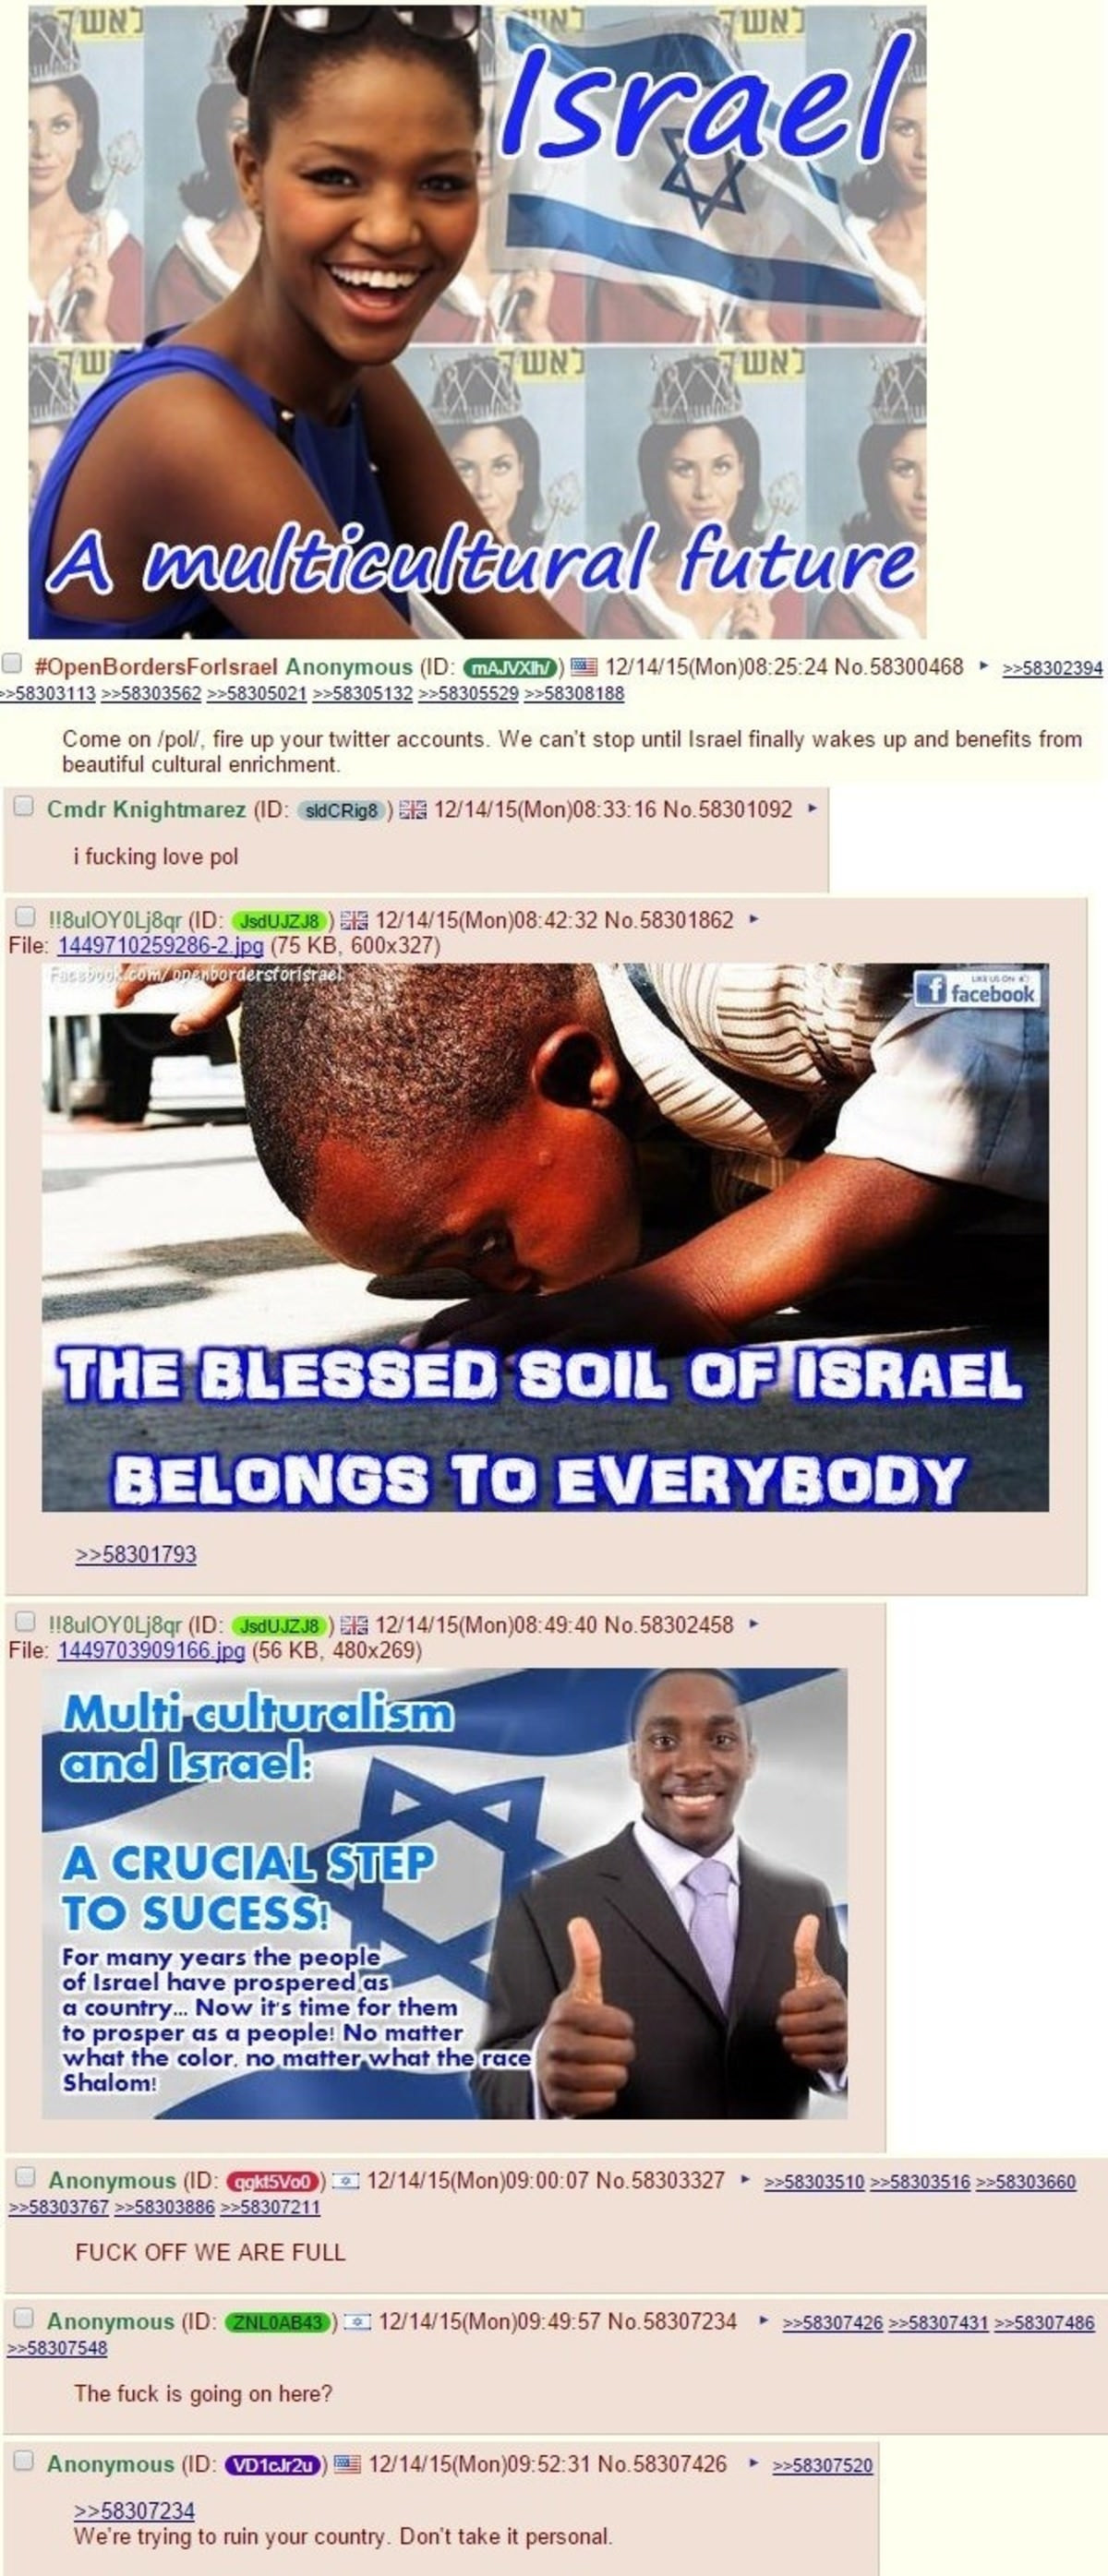 לאשה
Israel
A multicultural future
#OpenBordersForIsrael Anonymous (ID: mAJVXlh/) 12/14/15(Mon)08:25:24 No.58300468 ▶ >>58302394
>>58303113 >>58303562 >>58305021 >>58305132 >>58305529 >>58308188
Come on /pol/, fire up your twitter accounts. We can't stop until Israel finally wakes up and benefits from
beautiful cultural enrichment.
Cmdr Knightmarez (ID: sldCRig8) 12/14/15(Mon)08:33:16 No.58301092 ▶
i fucking love pol
!!8ulOY0Lj8qr (ID: JsdUJZJ8) 12/14/15(Mon)08:42:32 No.58301862 ▶
File: 1449710259286-2.jpg (75 KB, 600x327)
Facebook.com/openbordersforisrael
LIKE US ON
facebook
THE BLESSED SOIL OF ISRAEL
BELONGS TO EVERYBODY
>>58301793
!!8ulOY0Lj8qr (ID: JsdUJZJ8) 12/14/15(Mon)08:49:40 No.58302458 ▶
File: 1449703909166.jpg (56 KB, 480x269)
Multi culturalism
and Israel:
A CRUCIAL STEP
TO SUCESS!
For many years the people
of Israel have prospered as
a country... Now it's time for them
to prosper as a people! No matter
what the color, no matter what the race
Shalom!
Anonymous (ID: qgkt5Vo0) 12/14/15(Mon)09:00:07 No.58303327 ▶ >>58303510 >>58303516 >>58303660
>>58303767 >>58303886 >>58307211
FUCK OFF WE ARE FULL
Anonymous (ID: ZNL0AB43) 12/14/15(Mon)09:49:57 No.58307234 ▶ >>58307426 >>58307431 >>58307486
>>58307548
The fuck is going on here?
Anonymous (ID: VD1cJr2u) 12/14/15(Mon)09:52:31 No.58307426 ▶ >>58307520
>>58307234
We're trying to ruin your country. Don't take it personal.